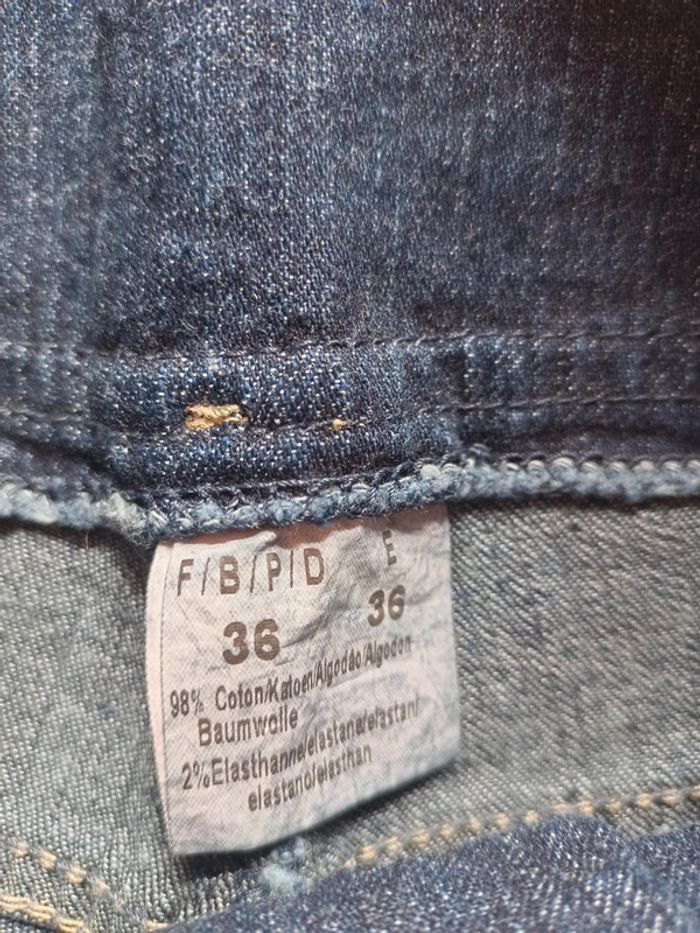 F/B/P/D E
36 36
98% Coton/Katoen/Algodão/Algodon
Baumwolle
2%Elasthanne/elastane/elastan/
elastano/elasthan